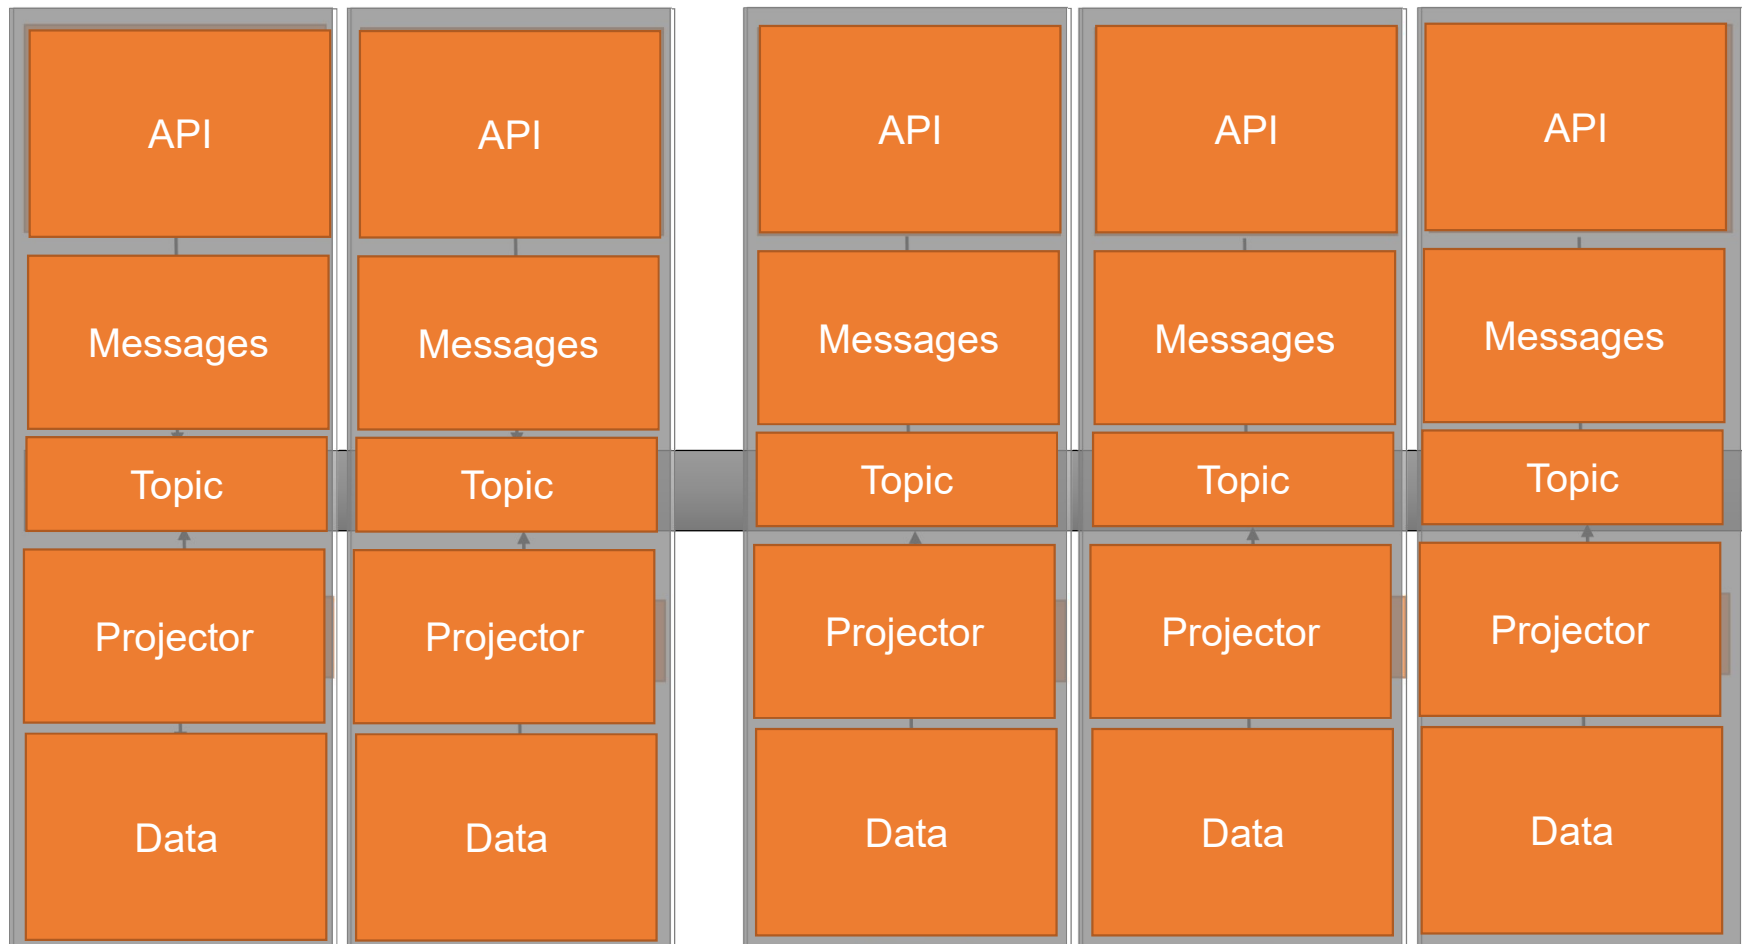 API
API
API
API
API
Messages
Messages
Messages
Messages
Messages
Topic
Topic
Topic
Topic
Topic
Projector
Projector
Projector
Projector
Projector
Data
Data
Data
Data
Data